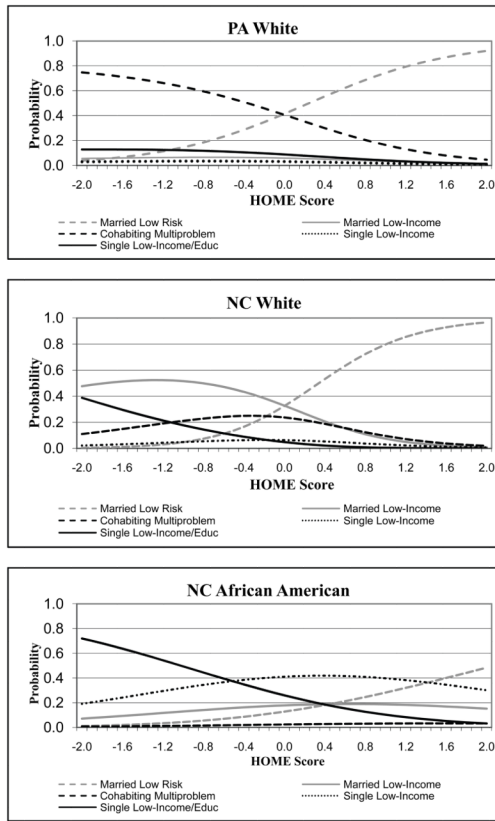 PA White
1.0
0.8
0.6
0.4
0.2
0.0
Probability
-2.0 -1.6 -1.2 -0.8 -0.4 0.0 0.4 0.8 1.2 1.6 2.0
HOME Score
Married Low Risk Married Low-Income
Cohabiting Multiproblem Single Low-Income
Single Low-Income/Educ
NC White
1.0
0.8
0.6
0.4
0.2
0.0
Probability
-2.0 -1.6 -1.2 -0.8 -0.4 0.0 0.4 0.8 1.2 1.6 2.0
HOME Score
Married Low Risk Married Low-Income
Cohabiting Multiproblem Single Low-Income
Single Low-Income/Educ
NC African American
1.0
0.8
0.6
0.4
0.2
0.0
Probability
-2.0 -1.6 -1.2 -0.8 -0.4 0.0 0.4 0.8 1.2 1.6 2.0
HOME Score
Married Low Risk Married Low-Income
Cohabiting Multiproblem Single Low-Income
Single Low-Income/Educ